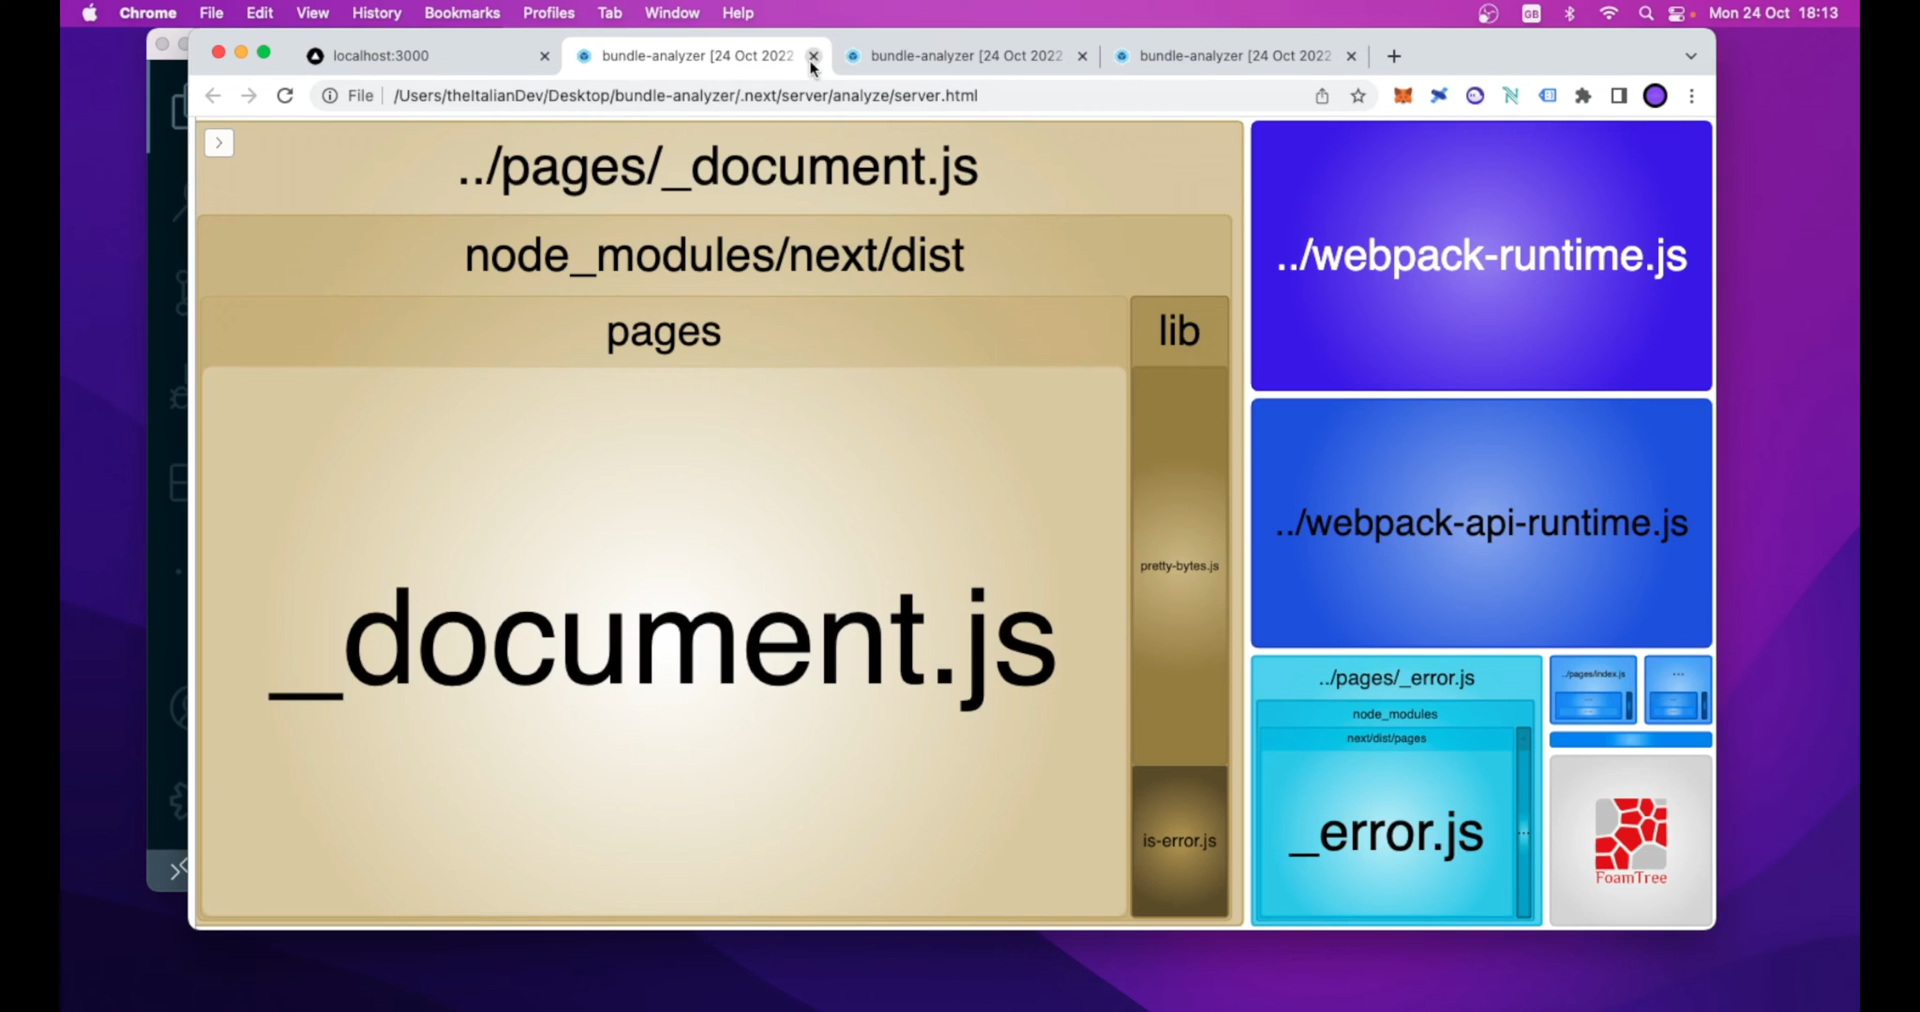 Chrome File Edit View History Bookmarks Profiles Tab Window Help GB Mon 24 Oct 18:13
localhost:3000 bundle-analyzer [24 Oct 2022 bundle-analyzer [24 Oct 2022 bundle-analyzer [24 Oct 2022
File /Users/theItalianDev/Desktop/bundle-analyzer/.next/server/analyze/server.html
../pages/_document.js
node_modules/next/dist
pages
lib
_document.js
pretty-bytes.js
is-error.js
../webpack-runtime.js
../webpack-api-runtime.js
../pages/_error.js
node_modules
next/dist/pages
_error.js
../pages/index.js
...
FoamTree